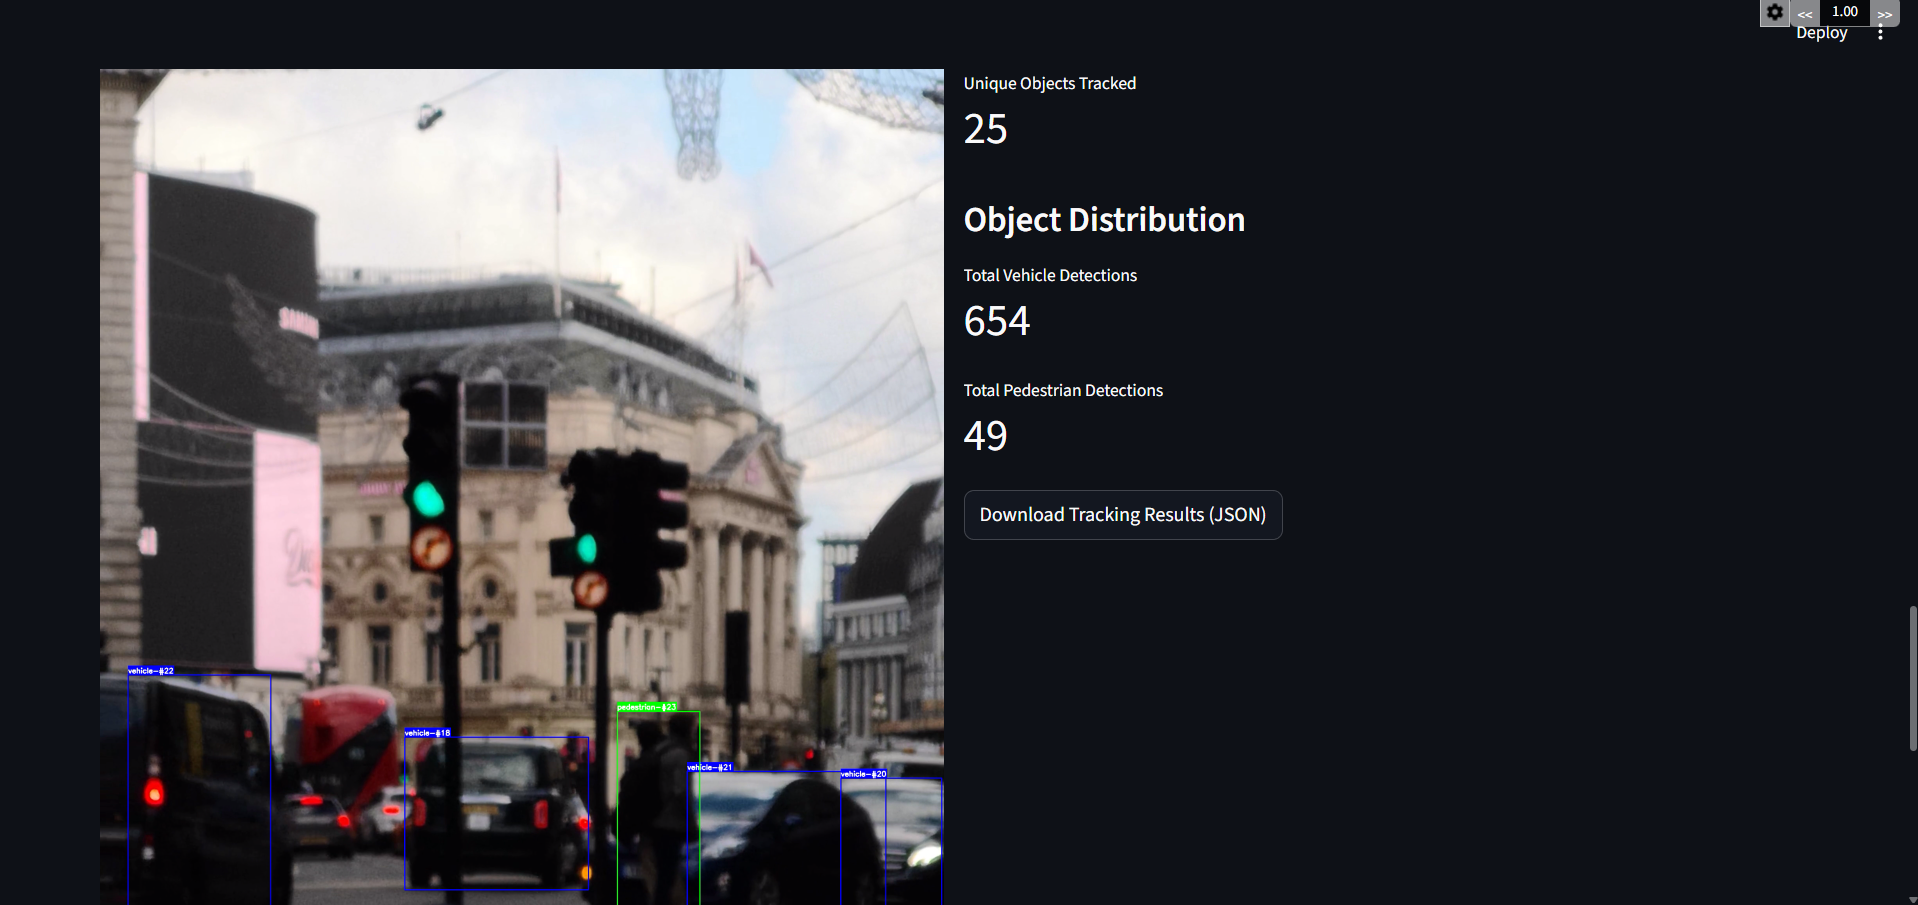 << 1.00 >>
Deploy
Unique Objects Tracked
25
Object Distribution
Total Vehicle Detections
654
Total Pedestrian Detections
49
Download Tracking Results (JSON)
vehicle-#22
pedestrian-#23
vehicle-#18
vehicle-#21
vehicle-#20